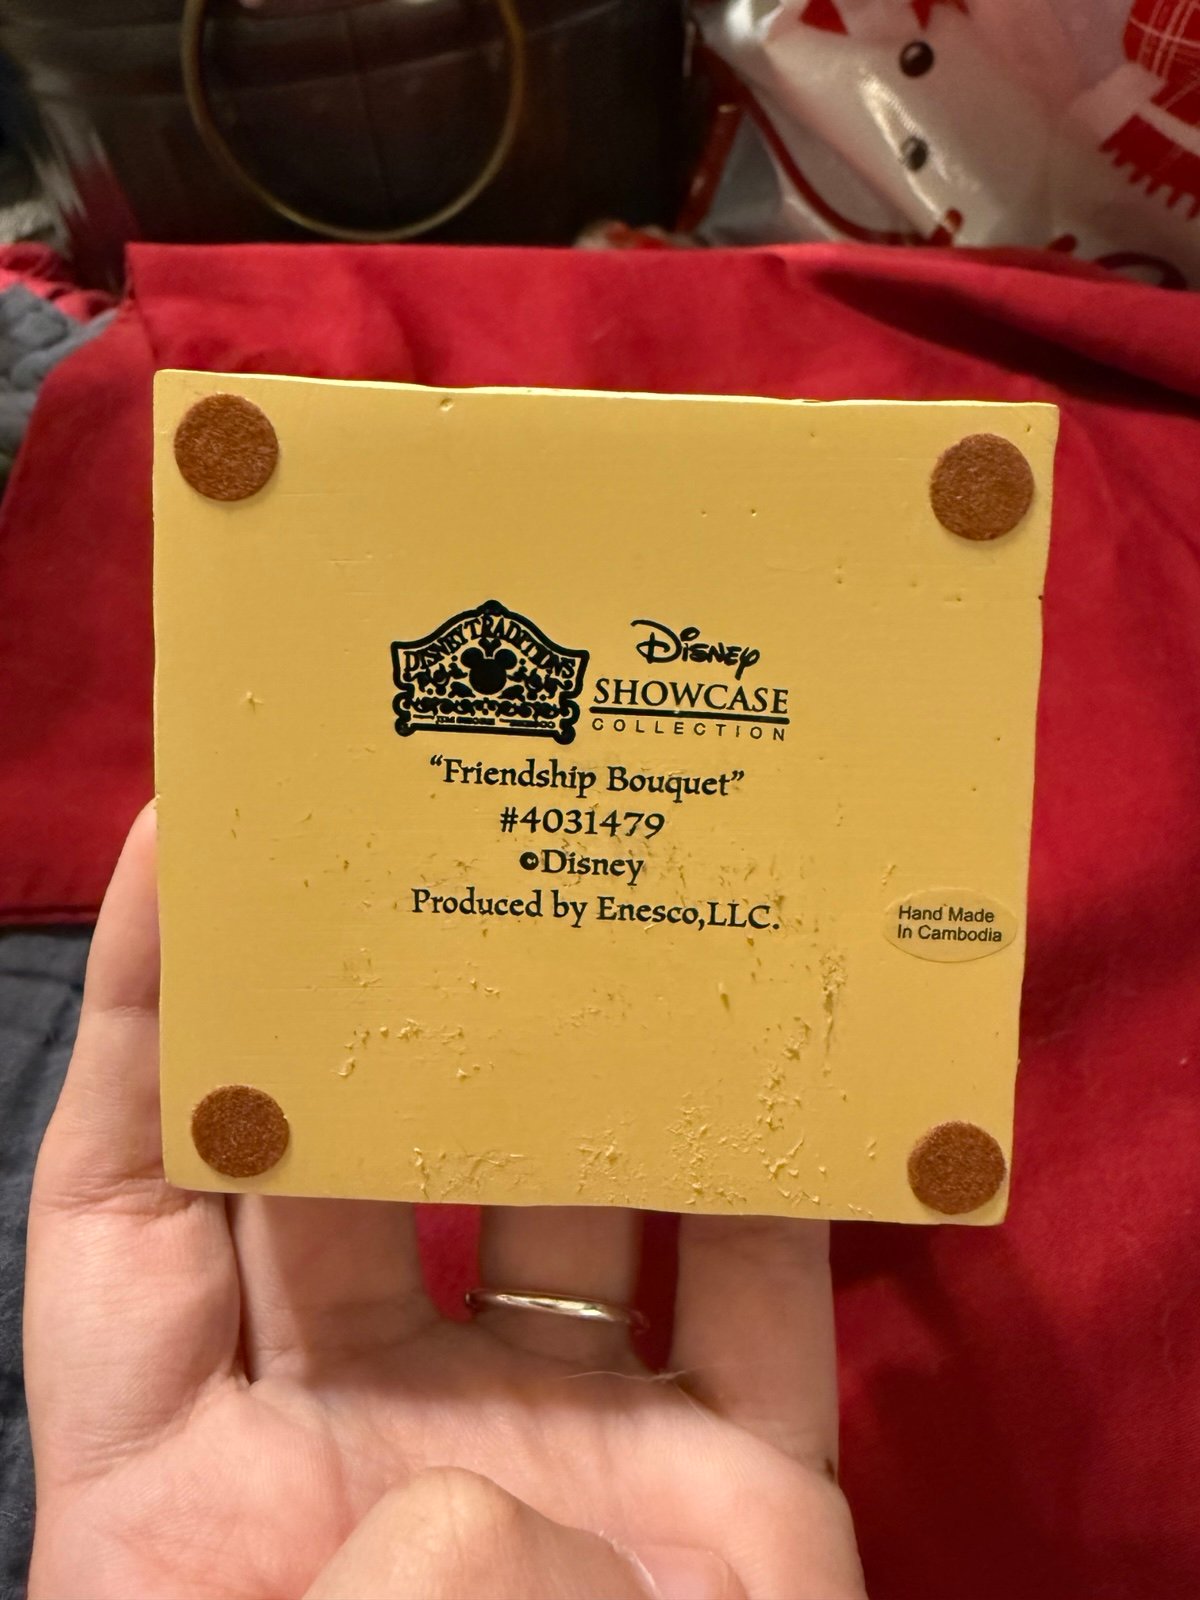 DISNEY TRADITIONS
Disney
SHOWCASE
COLLECTION
“Friendship Bouquet”
#4031479
©Disney
Produced by Enesco,LLC.
Hand Made
In Cambodia